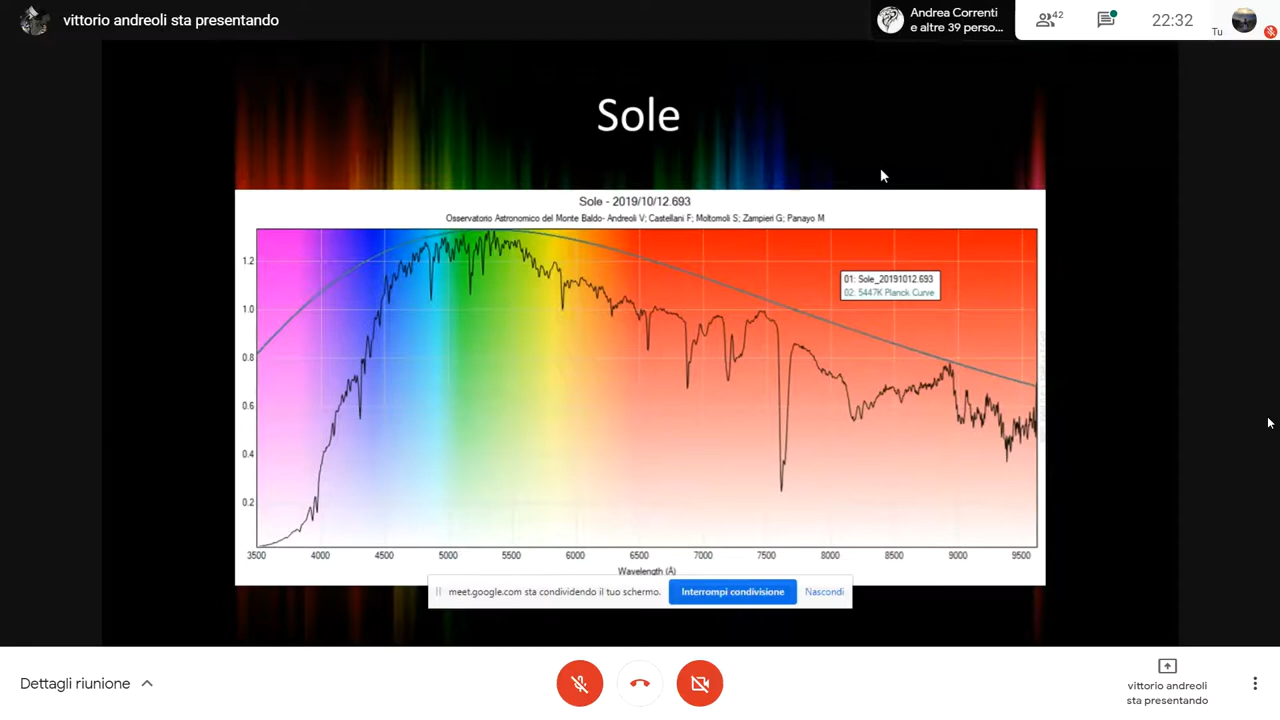 vittorio andreoli sta presentando
Andrea Correnti
e altre 39 perso...
42
22:32
Tu
Sole
Sole - 2019/10/12.693
Osservatorio Astronomico del Monte Baldo- Andreoli V; Castellani F; Moltomoli S; Zampieri G; Panayo M
01: Sole_20191012.693
02: 5447K Planck Curve
1.2
1.0
0.8
0.6
0.4
0.2
3500 4000 4500 5000 5500 6000 6500 7000 7500 8000 8500 9000 9500
Wavelength (Å)
meet.google.com sta condividendo il tuo schermo.
Interrompi condivisione
Nascondi
Dettagli riunione
vittorio andreoli
sta presentando